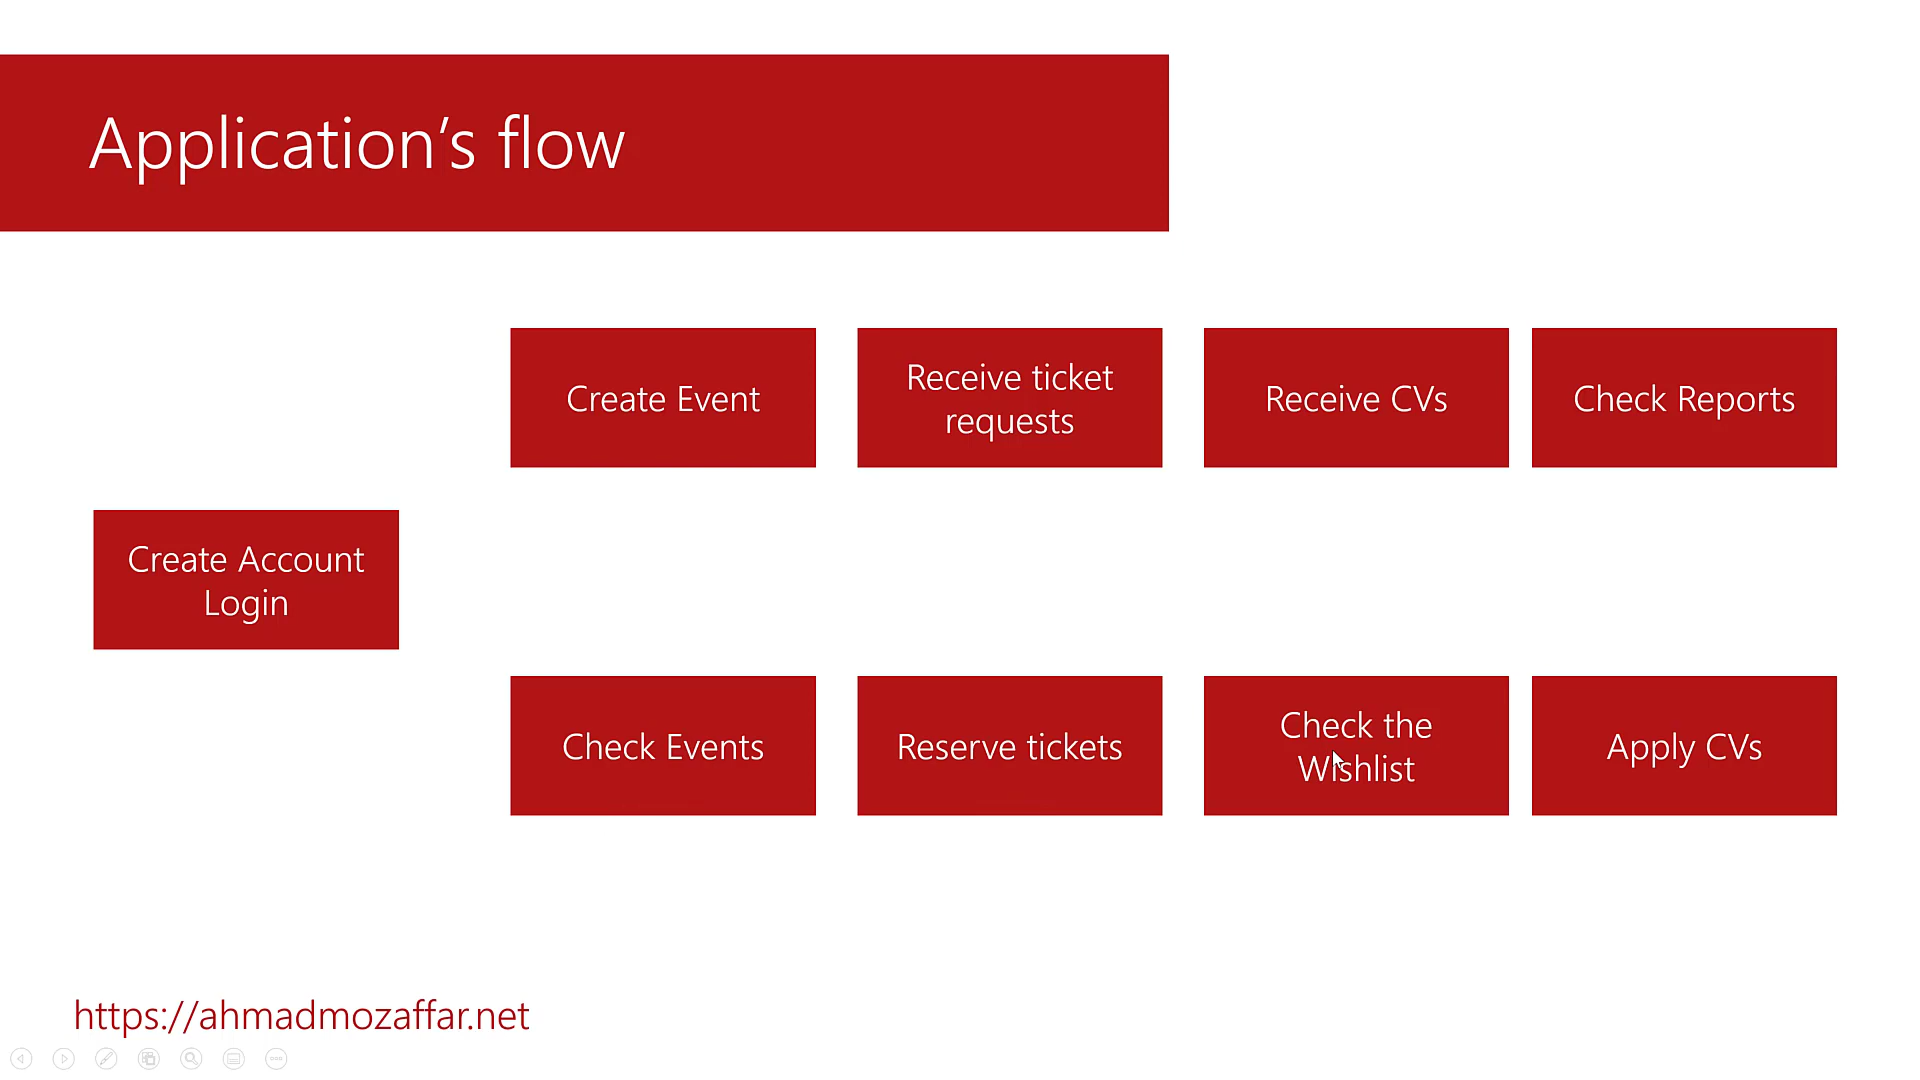 Application’s flow
Create Event
Receive ticket
requests
Receive CVs
Check Reports
Create Account
Login
Check Events
Reserve tickets
Check the
Wishlist
Apply CVs
https://ahmadmozaffar.net